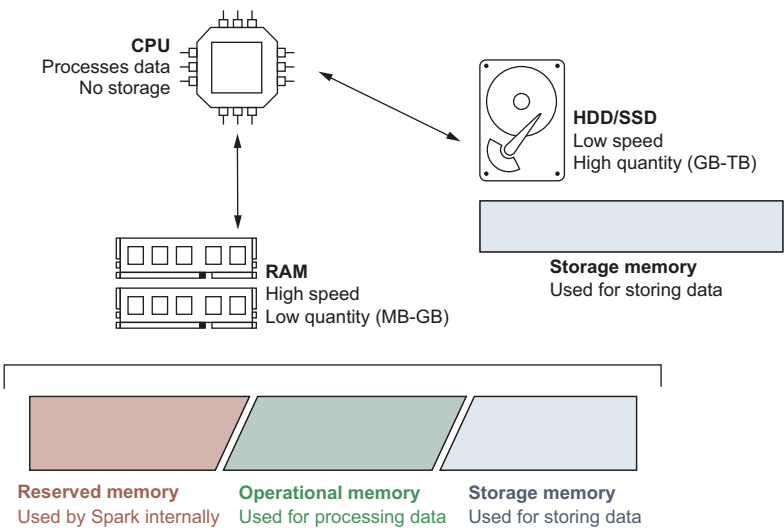 CPU
Processes data
No storage
HDD/SSD
Low speed
High quantity (GB-TB)
Storage memory
Used for storing data
RAM
High speed
Low quantity (MB-GB)
Reserved memory
Used by Spark internally
Operational memory
Used for processing data
Storage memory
Used for storing data